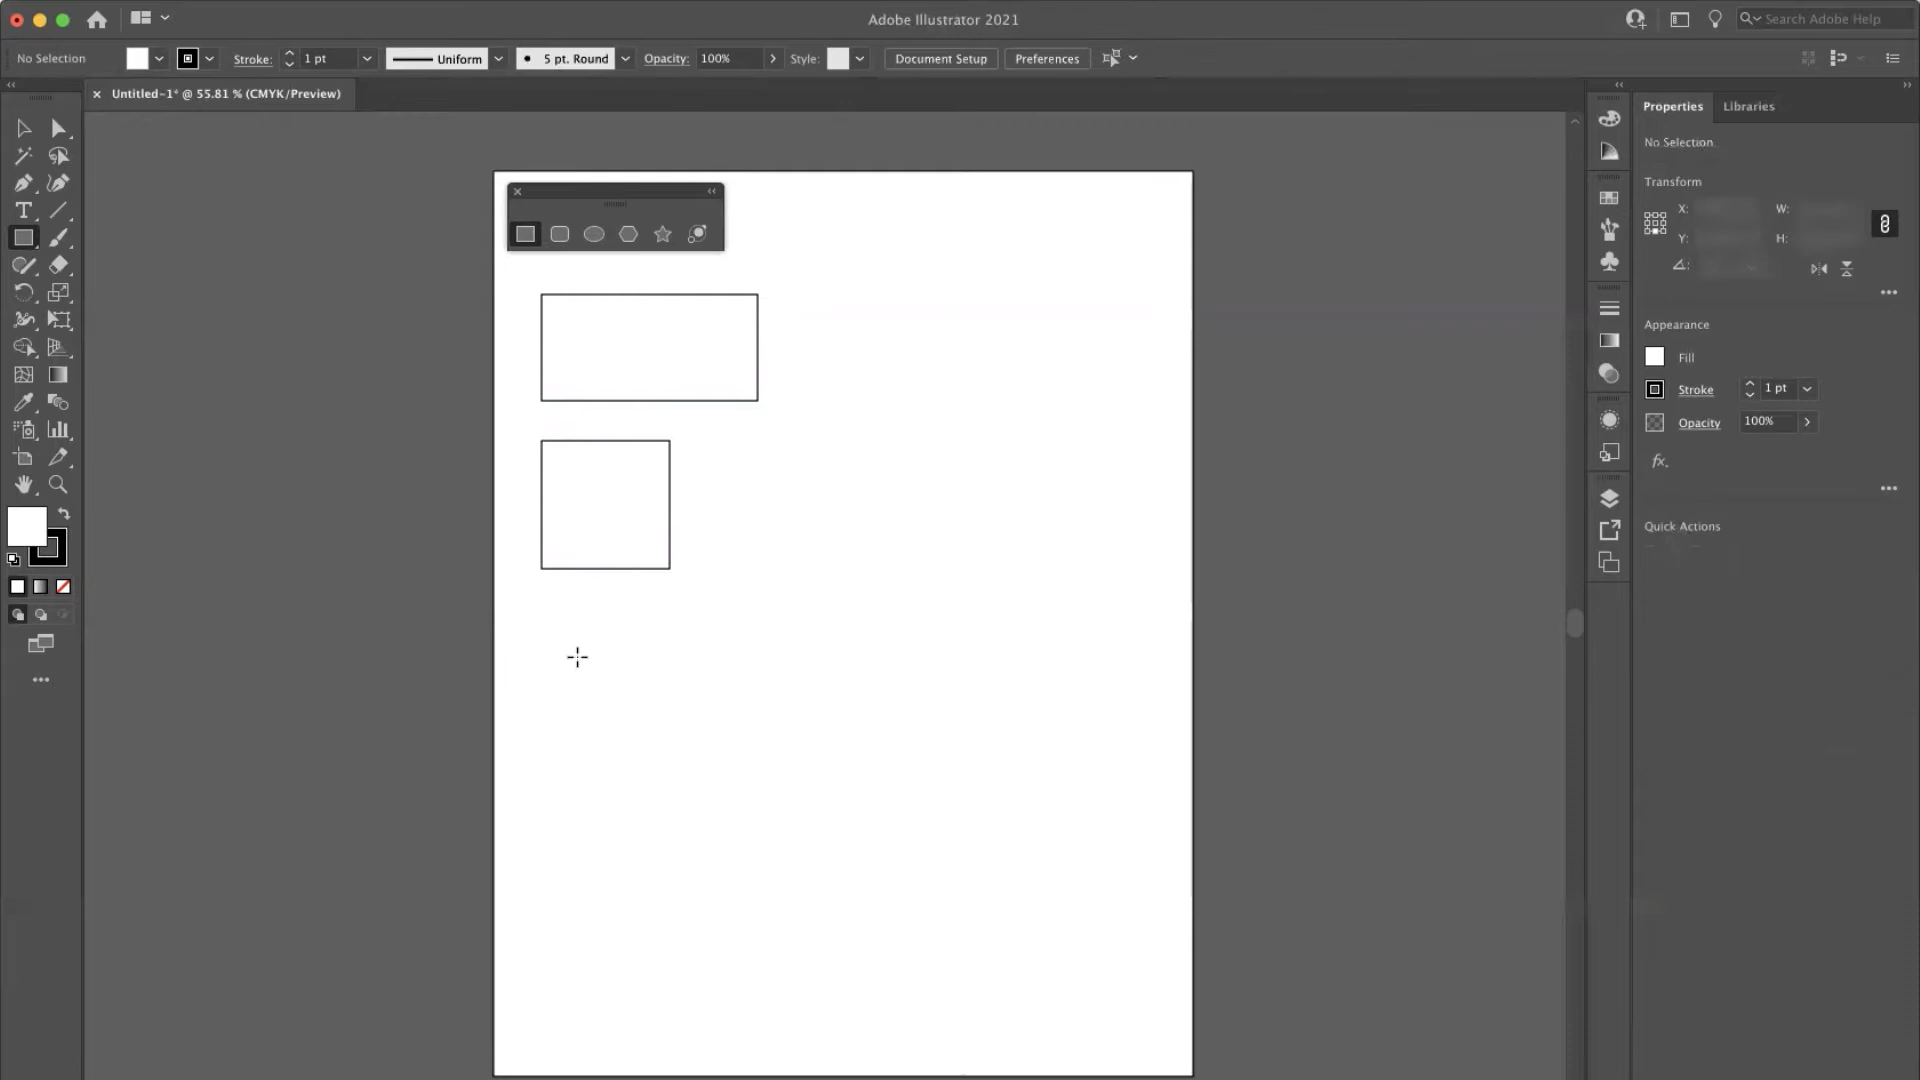 Adobe Illustrator 2021
Search Adobe Help
No Selection
Stroke:
1 pt
Uniform
5 pt. Round
Opacity:
100%
Style:
Document Setup
Preferences
Untitled-1* @ 55.81 % (CMYK/Preview)
Properties
Libraries
No Selection
Transform
X:
W:
Y:
H:
Appearance
Fill
Stroke
1 pt
Opacity
100%
fx.
Quick Actions